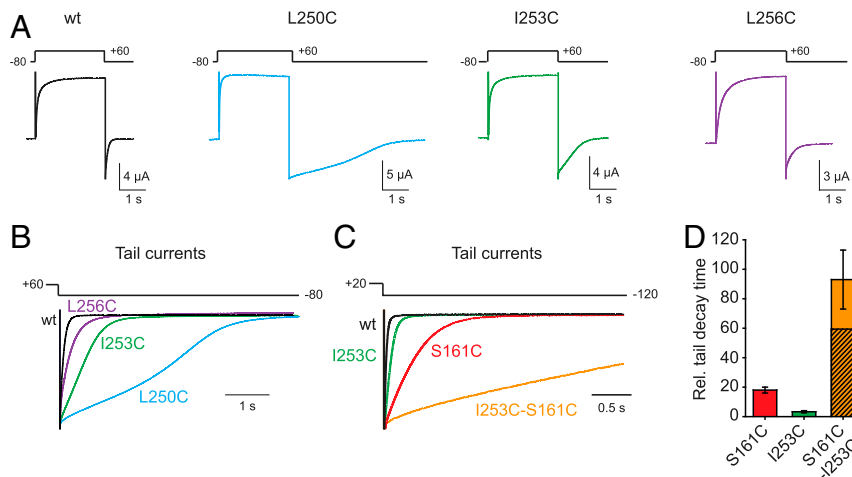 A
wt
L250C
I253C
L256C
-80
+60
-80
+60
-80
+60
-80
+60
4 µA
1 s
5 µA
1 s
4 µA
1 s
3 µA
1 s
B
Tail currents
+60
-80
wt
L256C
I253C
L250C
1 s
C
Tail currents
+20
-120
wt
I253C
S161C
I253C-S161C
0.5 s
D
Rel. tail decay time
120
100
80
60
40
20
0
S161C
I253C
S161C
-I253C